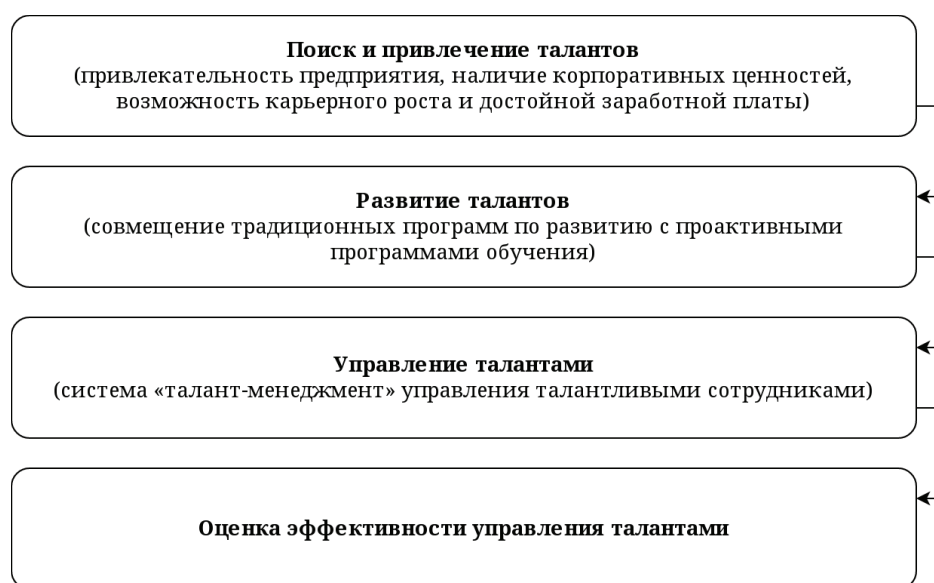 Поиск и привлечение талантов
(привлекательность предприятия, наличие корпоративных ценностей,
возможность карьерного роста и достойной заработной платы)
Развитие талантов
(совмещение традиционных программ по развитию с проактивными
программами обучения)
Управление талантами
(система «талант-менеджмент» управления талантливыми сотрудниками)
Оценка эффективности управления талантами